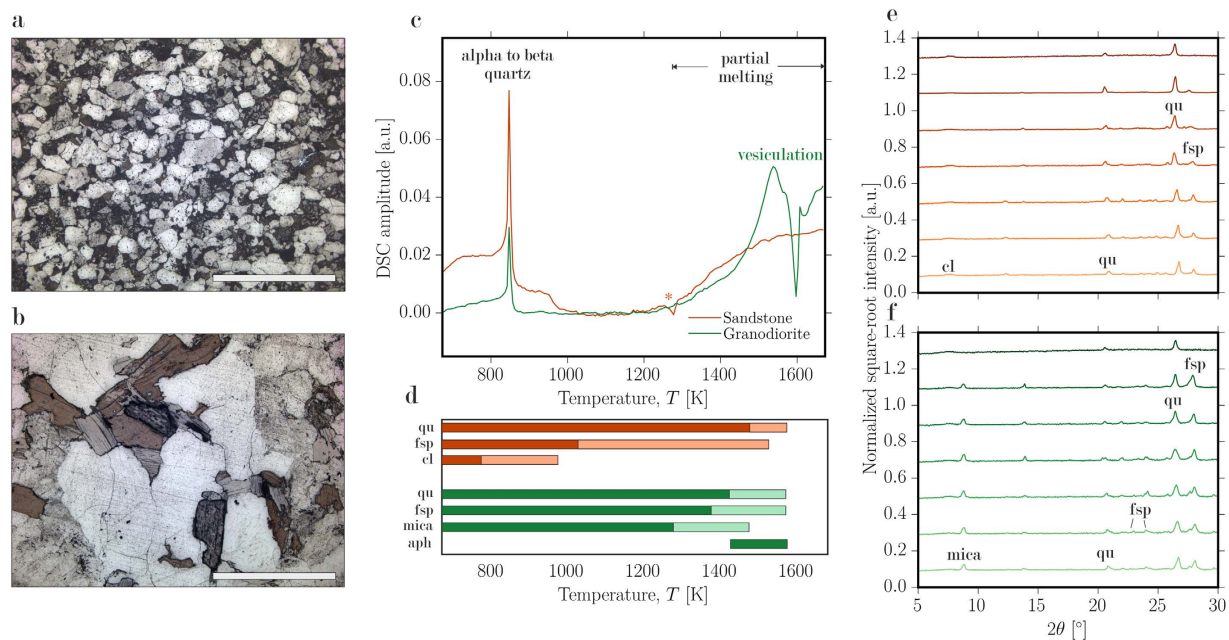 a
b
c
alpha to beta
quartz
partial
melting
vesiculation
*
Sandstone
Granodiorite
DSC amplitude [a.u.]
0.08
0.06
0.04
0.02
0.00
800
1000
1200
1400
1600
Temperature, T [K]
d
qu
fsp
cl
qu
fsp
mica
aph
800
1000
1200
1400
1600
Temperature, T [K]
e
Normalized square-root intensity [a.u.]
1.4
1.2
1.0
0.8
0.6
0.4
0.2
0.0
qu
fsp
cl
qu
f
1.4
1.2
1.0
0.8
0.6
0.4
0.2
0.0
fsp
qu
fsp
mica
qu
5
10
15
20
25
30
2θ [°]